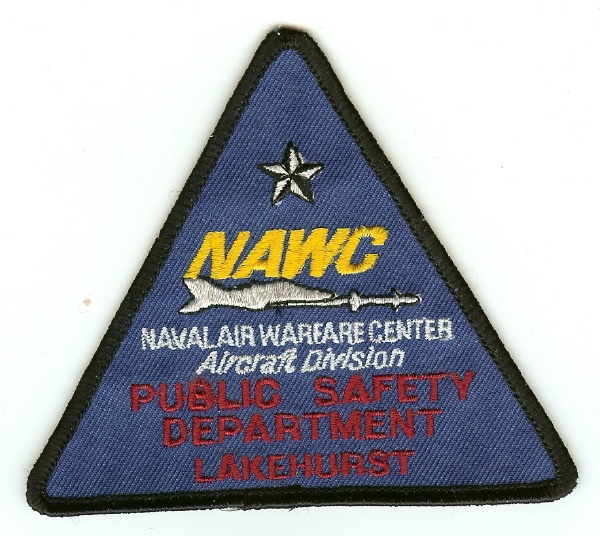 NAWC
NAVAL AIR WARFARE CENTER
Aircraft Division
PUBLIC SAFETY
DEPARTMENT
LAKEHURST